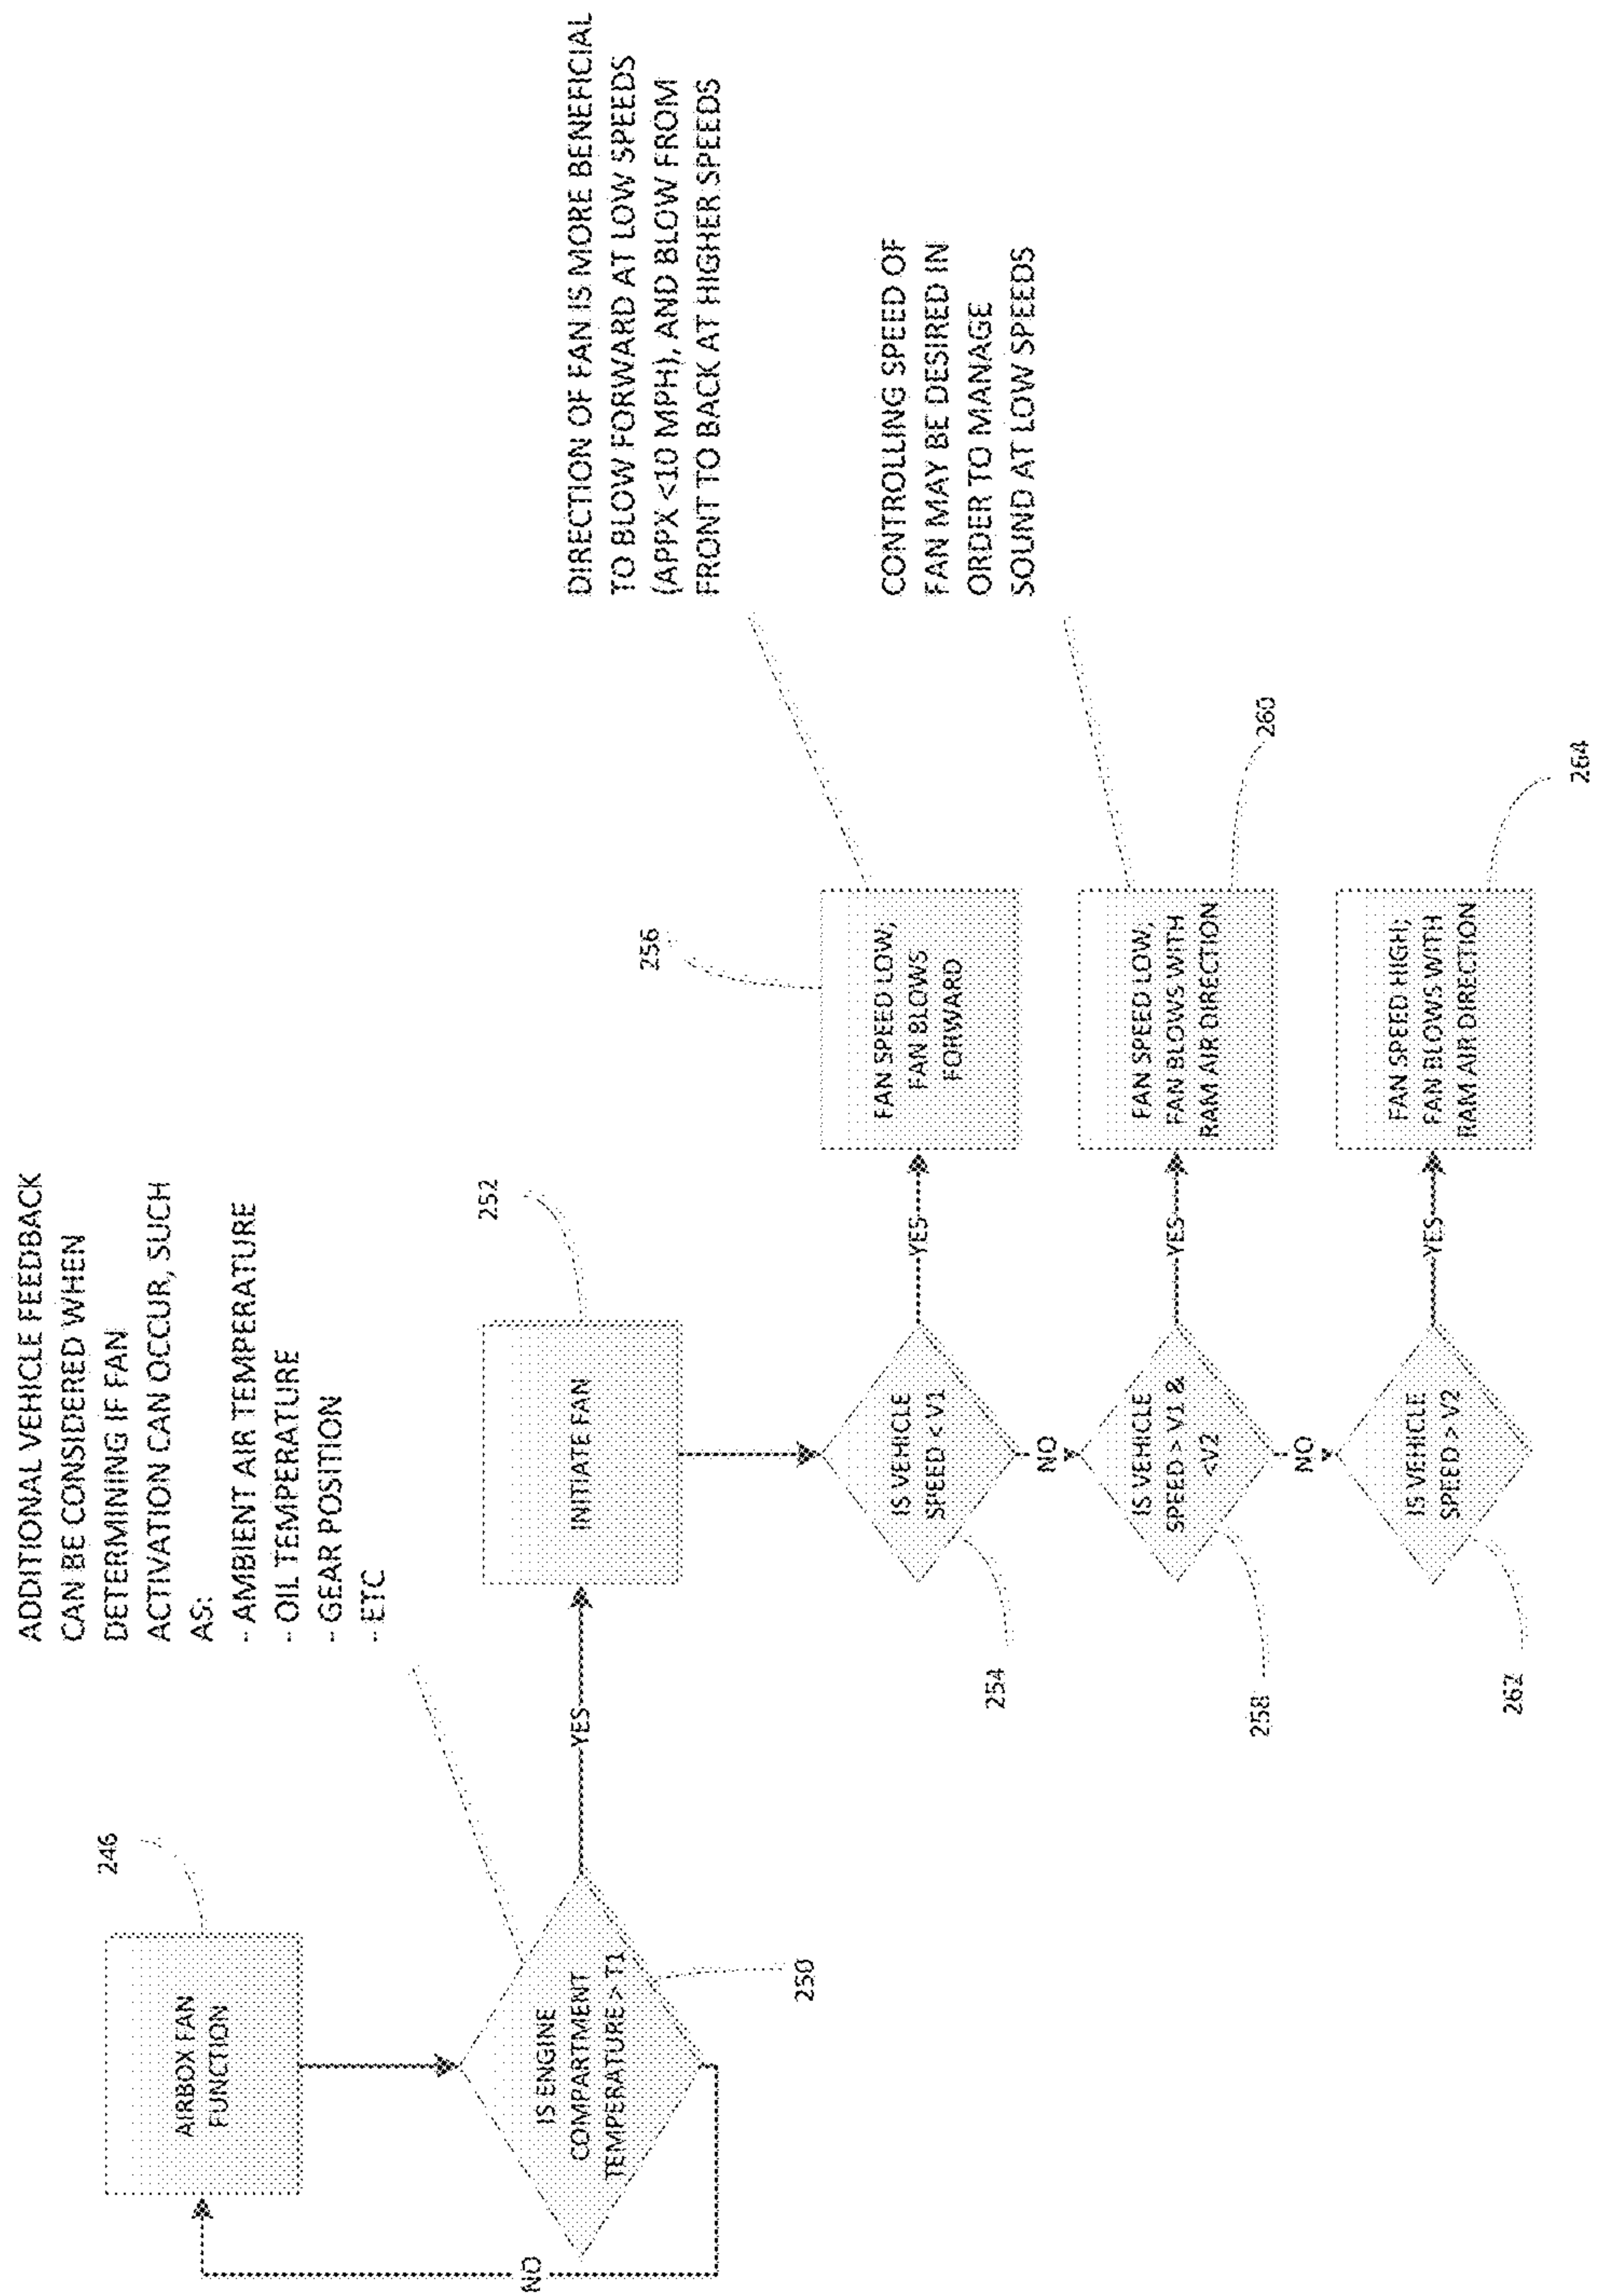 246
AIRBOX FAN
FUNCTION
ADDITIONAL VEHICLE FEEDBACK
CAN BE CONSIDERED WHEN
DETERMINING IF FAN
ACTIVATION CAN OCCUR, SUCH
AS:
- AMBIENT AIR TEMPERATURE
- OIL TEMPERATURE
- GEAR POSITION
- ETC
IS ENGINE
COMPARTMENT
TEMPERATURE > T1
250
NO
YES
252
INITIATE FAN
IS VEHICLE
SPEED < V1
254
YES
256
FAN SPEED LOW;
FAN BLOWS
FORWARD
DIRECTION OF FAN IS MORE BENEFICIAL
TO BLOW FORWARD AT LOW SPEEDS
(APPX <10 MPH), AND BLOW FROM
FRONT TO BACK AT HIGHER SPEEDS
NO
IS VEHICLE
SPEED > V1 &
<V2
258
YES
FAN SPEED LOW;
FAN BLOWS WITH
RAM AIR DIRECTION
260
CONTROLLING SPEED OF
FAN MAY BE DESIRED IN
ORDER TO MANAGE
SOUND AT LOW SPEEDS
NO
IS VEHICLE
SPEED > V2
262
YES
FAN SPEED HIGH;
FAN BLOWS WITH
RAM AIR DIRECTION
264